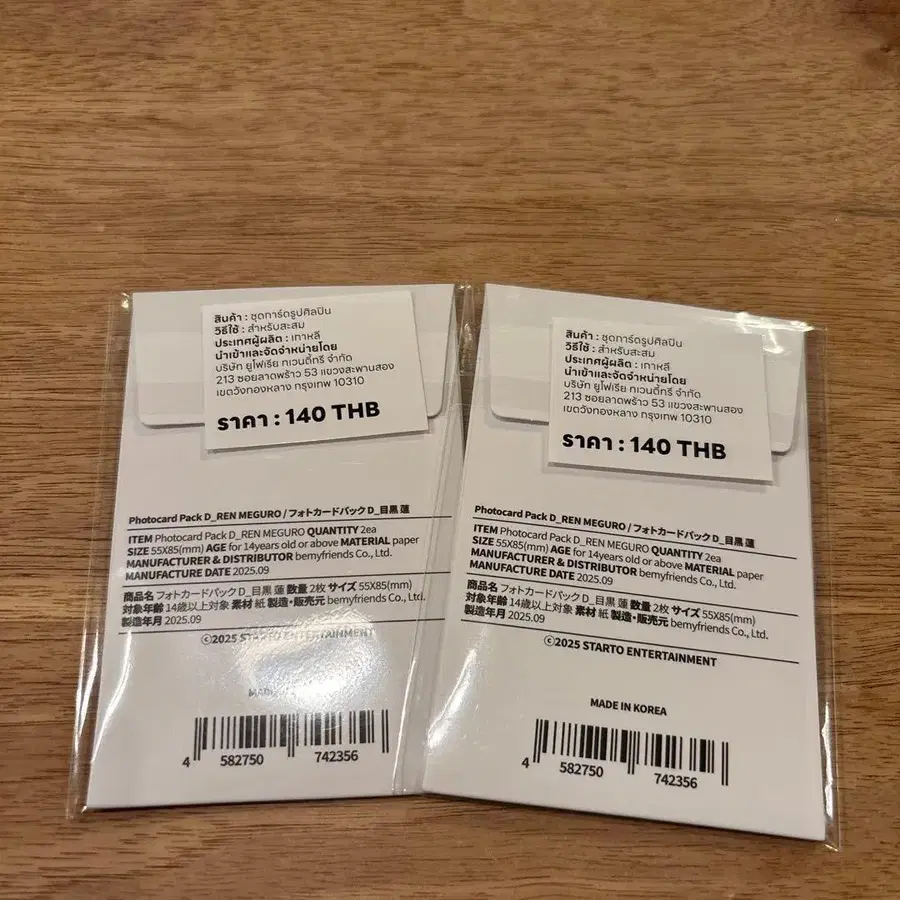 สินค้า : ชุดการ์ดรูปศิลปิน
วิธีใช้ : สำหรับสะสม
ประเทศผู้ผลิต : เกาหลี
นำเข้าและจัดจำหน่ายโดย
บริษัท ยูโฟเรีย ทเวนตี้ทรี จำกัด
213 ซอยลาดพร้าว 53 แขวงสะพานสอง
เขตวังทองหลาง กรุงเทพ 10310
ราคา : 140 THB
Photocard Pack D_REN MEGURO / フォトカードパック D_目黒 蓮
ITEM Photocard Pack D_REN MEGURO QUANTITY 2ea
SIZE 55X85(mm) AGE for 14years old or above MATERIAL paper
MANUFACTURER & DISTRIBUTOR bemyfriends Co., Ltd.
MANUFACTURE DATE 2025.09
商品名 フォトカードパック D_目黒 蓮 数量 2枚 サイズ 55X85(mm)
対象年齢 14歳以上対象 素材 紙 製造・販売元 bemyfriends Co., Ltd.
製造年月 2025.09
©2025 STARTO ENTERTAINMENT
4 582750 742356
สินค้า : ชุดการ์ดรูปศิลปิน
วิธีใช้ : สำหรับสะสม
ประเทศผู้ผลิต : เกาหลี
นำเข้าและจัดจำหน่ายโดย
บริษัท ยูโฟเรีย ทเวนตี้ทรี จำกัด
213 ซอยลาดพร้าว 53 แขวงสะพานสอง
เขตวังทองหลาง กรุงเทพ 10310
ราคา : 140 THB
Photocard Pack D_REN MEGURO / フォトカードパック D_目黒 蓮
ITEM Photocard Pack D_REN MEGURO QUANTITY 2ea
SIZE 55X85(mm) AGE for 14years old or above MATERIAL paper
MANUFACTURER & DISTRIBUTOR bemyfriends Co., Ltd.
MANUFACTURE DATE 2025.09
商品名 フォトカードパック D_目黒 蓮 数量 2枚 サイズ 55X85(mm)
対象年齢 14歳以上対象 素材 紙 製造・販売元 bemyfriends Co., Ltd.
製造年月 2025.09
©2025 STARTO ENTERTAINMENT
MADE IN KOREA
4 582750 742356